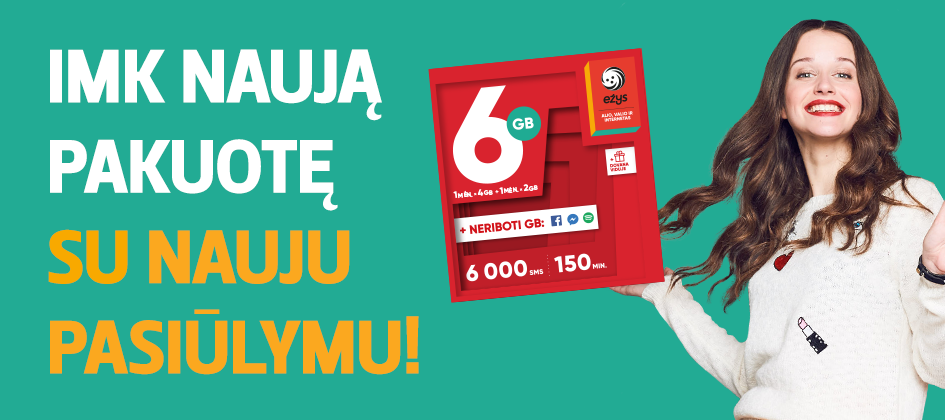 IMK NAUJĄ
PAKUOTĘ
SU NAUJU
PASIŪLYMU!
6 GB
1 MĖN. - 4 GB + 1 MĖN. - 2 GB
+ NERIBOTI GB:
6 000 SMS
150 MIN.
ežys
ALIO, VALIO IR
INTERNETAS
+
DOVANA
VIDUJE